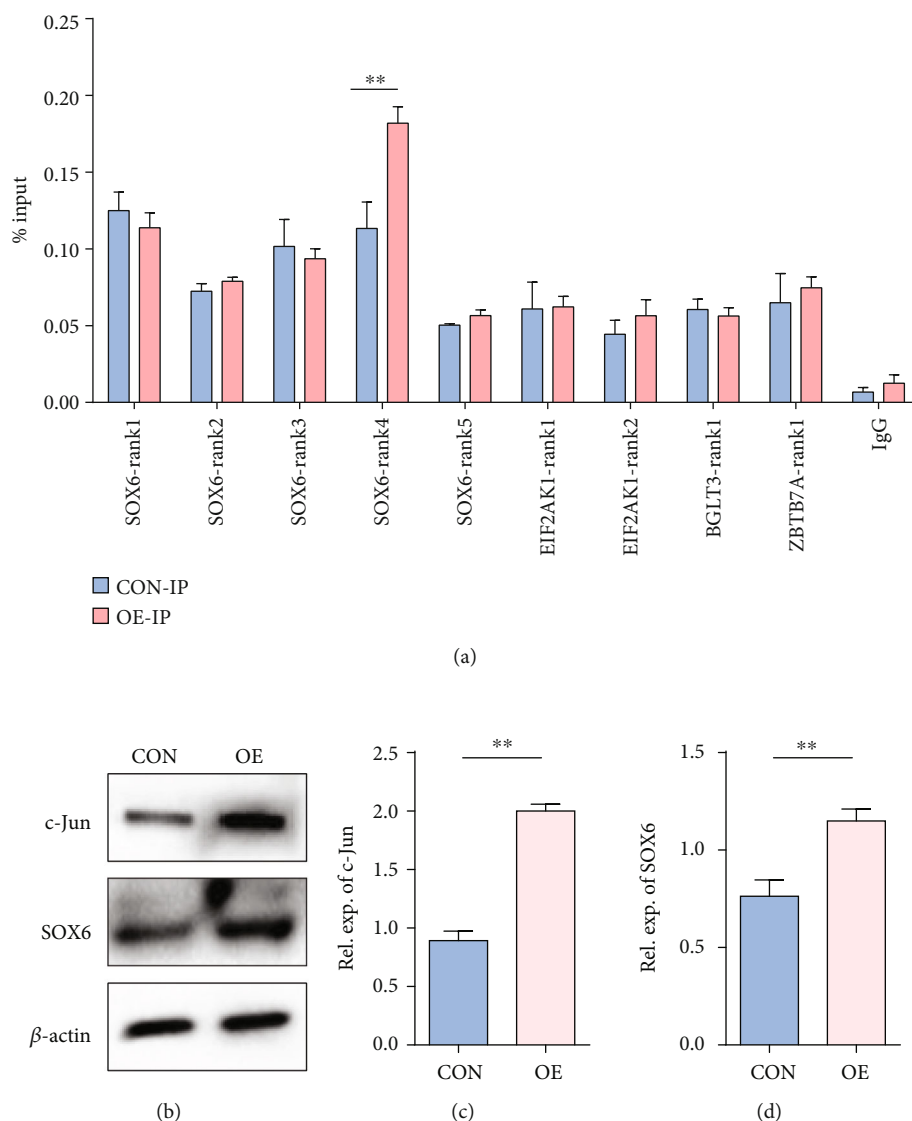 0.25
0.20
0.15
0.10
0.05
0.00
% input
**
SOX6-rank1
SOX6-rank2
SOX6-rank3
SOX6-rank4
SOX6-rank5
EIF2AK1-rank1
EIF2AK1-rank2
BGLT3-rank1
ZBTB7A-rank1
IgG
CON-IP
OE-IP
(a)
CON OE
c-Jun
SOX6
β-actin
(b)
2.5
2.0
1.5
1.0
0.5
0.0
Rel. exp. of c-Jun
**
CON OE
(c)
1.5
1.0
0.5
0.0
Rel. exp. of SOX6
**
CON OE
(d)